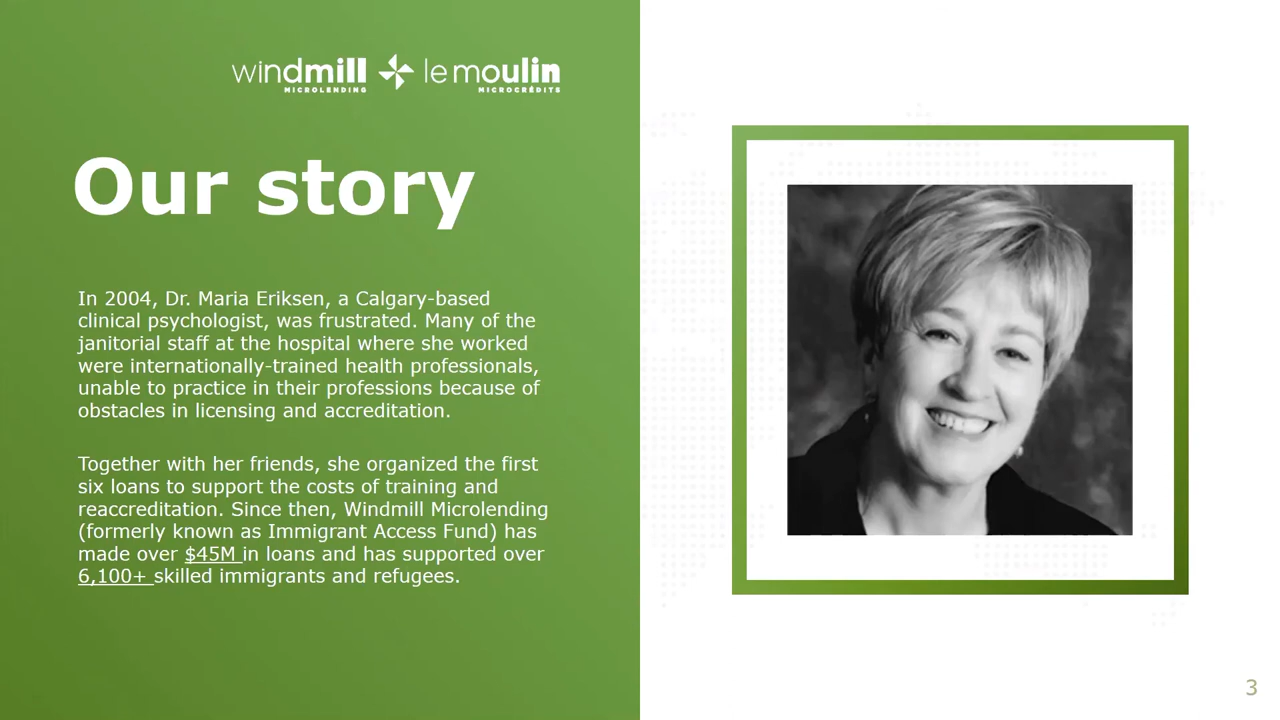 windmill le moulin
MICROLENDING MICROCRÉDITS
Our story
In 2004, Dr. Maria Eriksen, a Calgary-based
clinical psychologist, was frustrated. Many of the
janitorial staff at the hospital where she worked
were internationally-trained health professionals,
unable to practice in their professions because of
obstacles in licensing and accreditation.
Together with her friends, she organized the first
six loans to support the costs of training and
reaccreditation. Since then, Windmill Microlending
(formerly known as Immigrant Access Fund) has
made over $45M in loans and has supported over
6,100+ skilled immigrants and refugees.
3